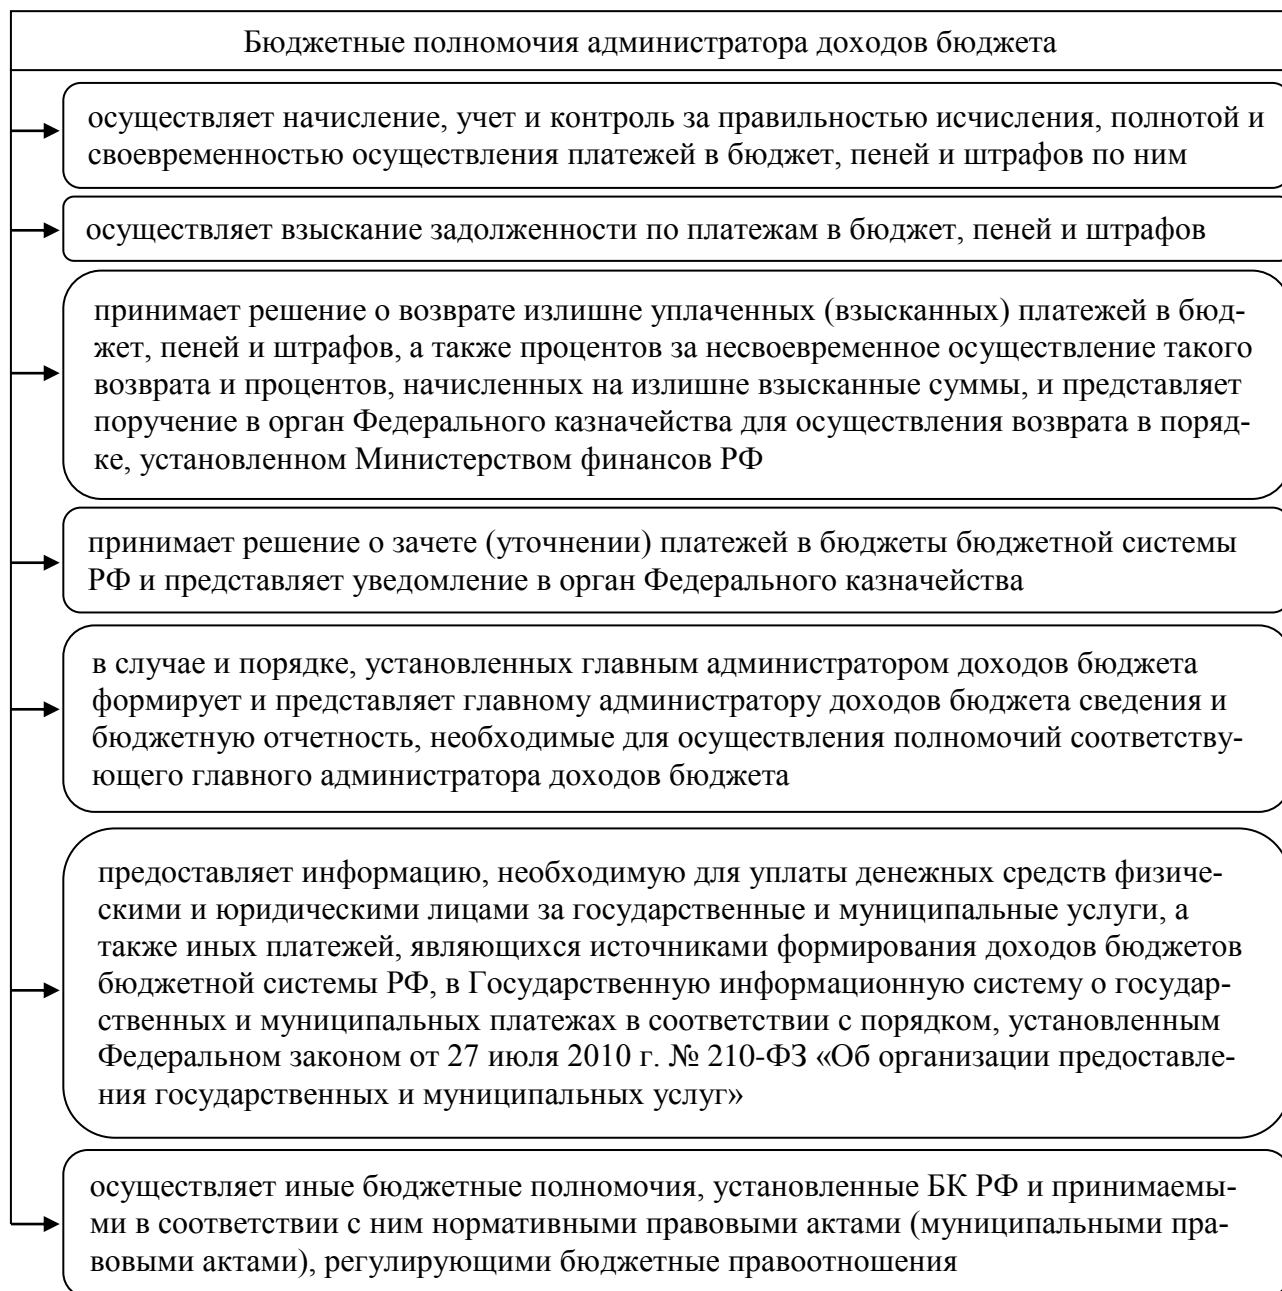 Бюджетные полномочия администратора доходов бюджета
осуществляет начисление, учет и контроль за правильностью исчисления, полнотой и
своевременностью осуществления платежей в бюджет, пеней и штрафов по ним
осуществляет взыскание задолженности по платежам в бюджет, пеней и штрафов
принимает решение о возврате излишне уплаченных (взысканных) платежей в бюд-
жет, пеней и штрафов, а также процентов за несвоевременное осуществление такого
возврата и процентов, начисленных на излишне взысканные суммы, и представляет
поручение в орган Федерального казначейства для осуществления возврата в поряд-
ке, установленном Министерством финансов РФ
принимает решение о зачете (уточнении) платежей в бюджеты бюджетной системы
РФ и представляет уведомление в орган Федерального казначейства
в случае и порядке, установленных главным администратором доходов бюджета
формирует и представляет главному администратору доходов бюджета сведения и
бюджетную отчетность, необходимые для осуществления полномочий соответству-
ющего главного администратора доходов бюджета
предоставляет информацию, необходимую для уплаты денежных средств физиче-
скими и юридическими лицами за государственные и муниципальные услуги, а
также иных платежей, являющихся источниками формирования доходов бюджетов
бюджетной системы РФ, в Государственную информационную систему о государ-
ственных и муниципальных платежах в соответствии с порядком, установленным
Федеральном законом от 27 июля 2010 г. № 210-ФЗ «Об организации предоставле-
ния государственных и муниципальных услуг»
осуществляет иные бюджетные полномочия, установленные БК РФ и принимаемы-
ми в соответствии с ним нормативными правовыми актами (муниципальными пра-
вовыми актами), регулирующими бюджетные правоотношения